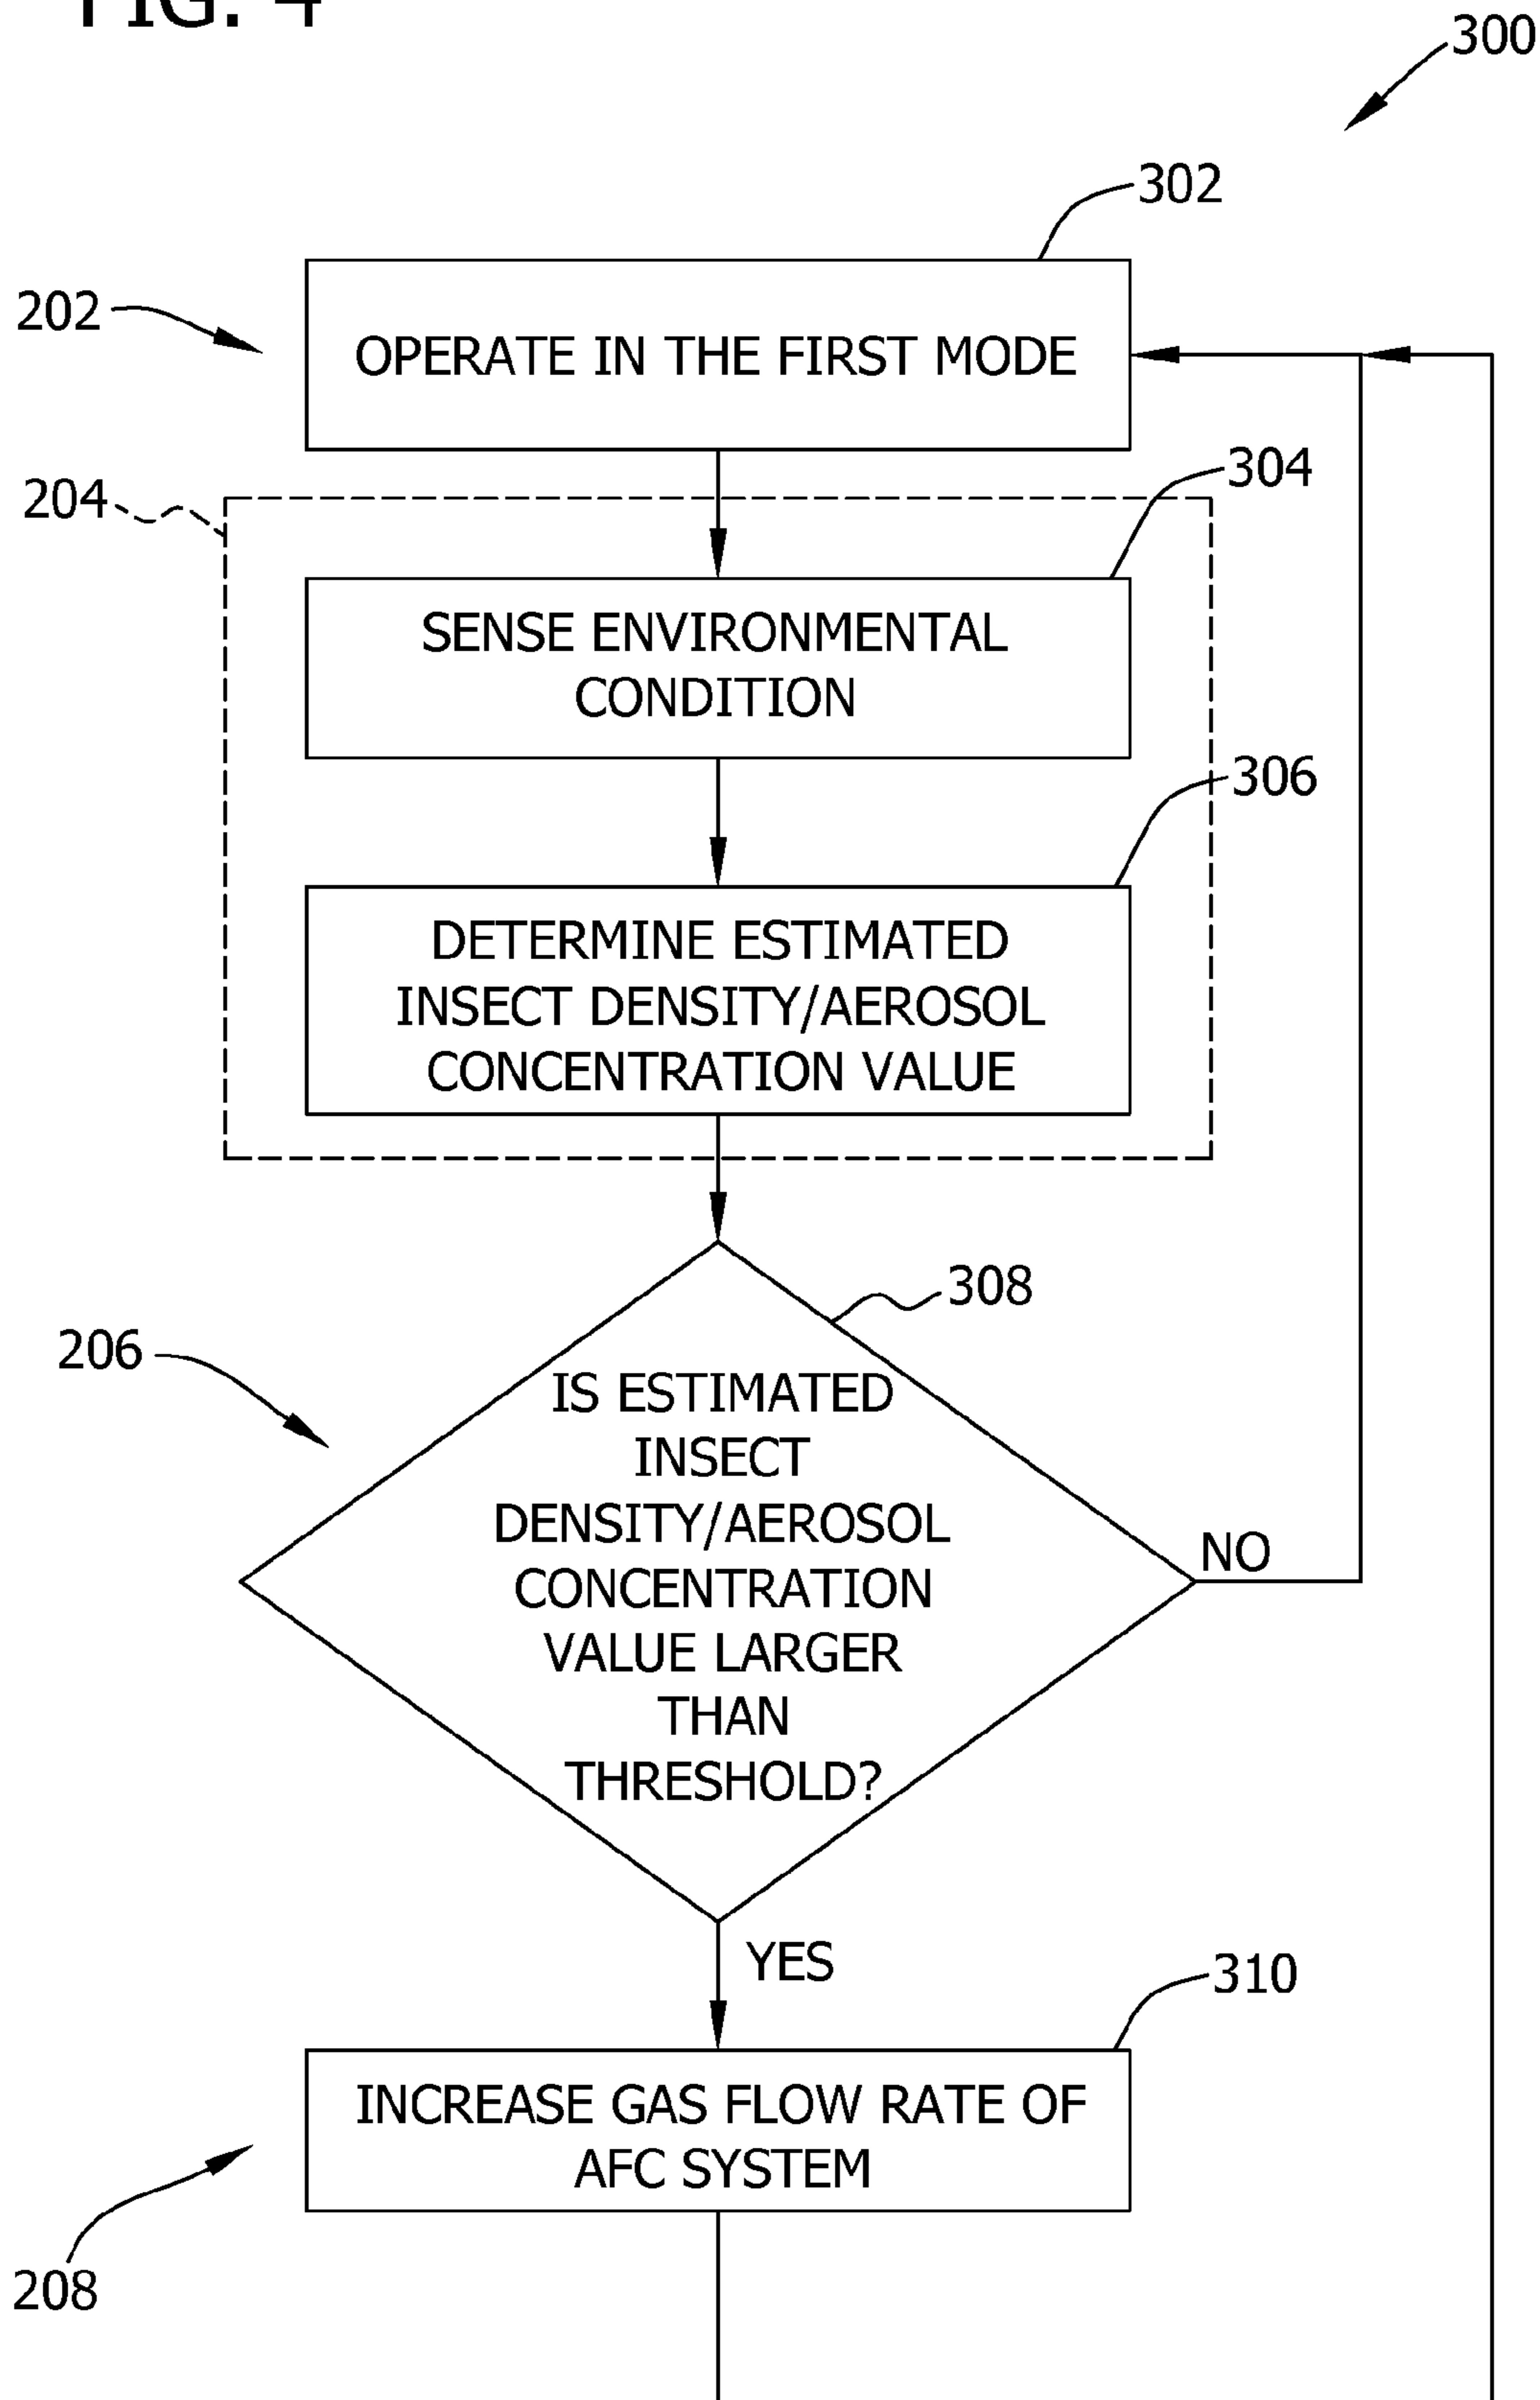 FIG. 4
300
302
202
OPERATE IN THE FIRST MODE
204
304
SENSE ENVIRONMENTAL
CONDITION
306
DETERMINE ESTIMATED
INSECT DENSITY/AEROSOL
CONCENTRATION VALUE
308
206
IS ESTIMATED
INSECT
DENSITY/AEROSOL
CONCENTRATION
VALUE LARGER
THAN
THRESHOLD?
NO
YES
310
INCREASE GAS FLOW RATE OF
AFC SYSTEM
208